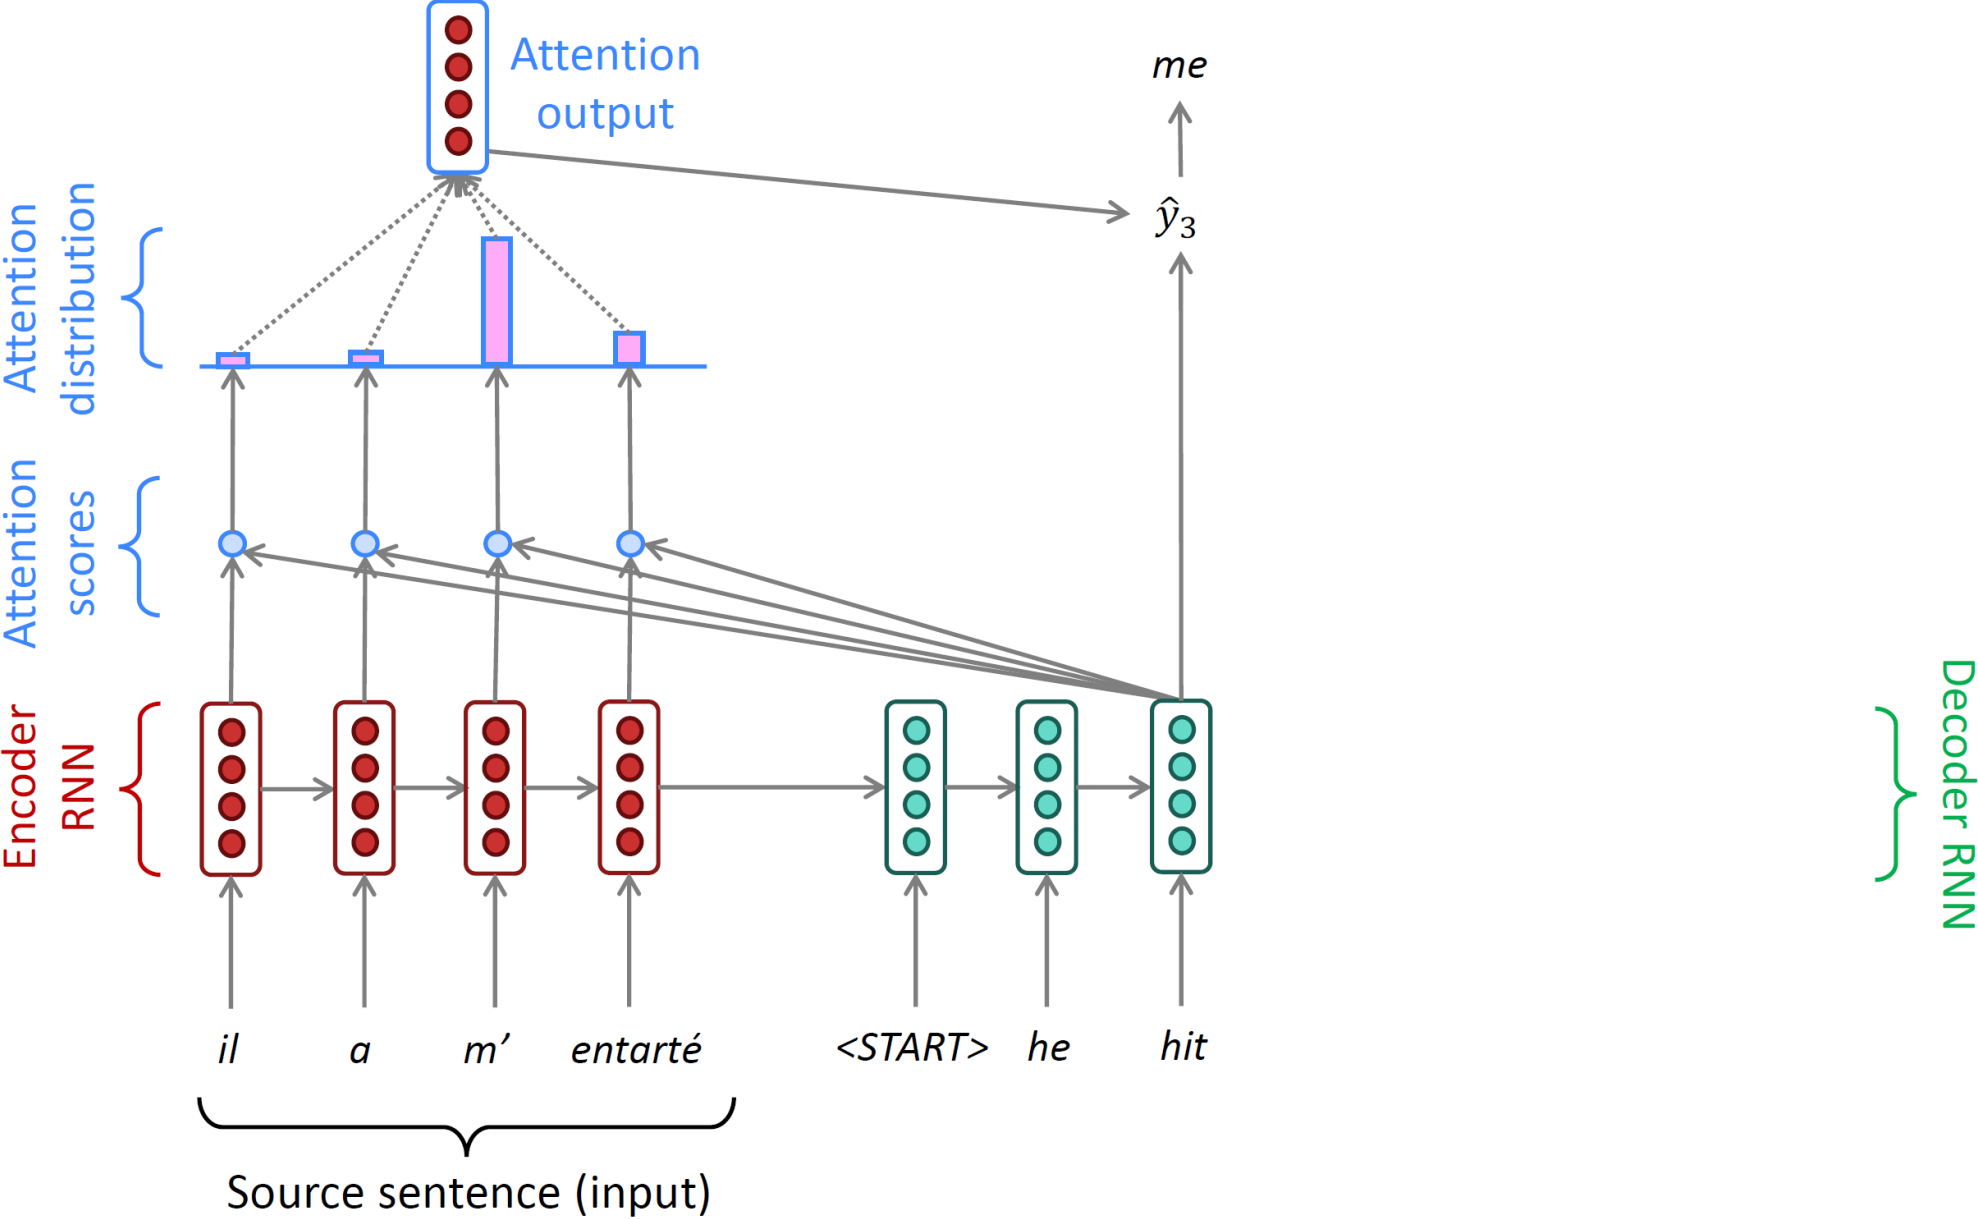 Attention
output
me
ŷ₃
Attention
distribution
Attention
scores
Encoder
RNN
Decoder RNN
il a m’ entarté <START> he hit
Source sentence (input)